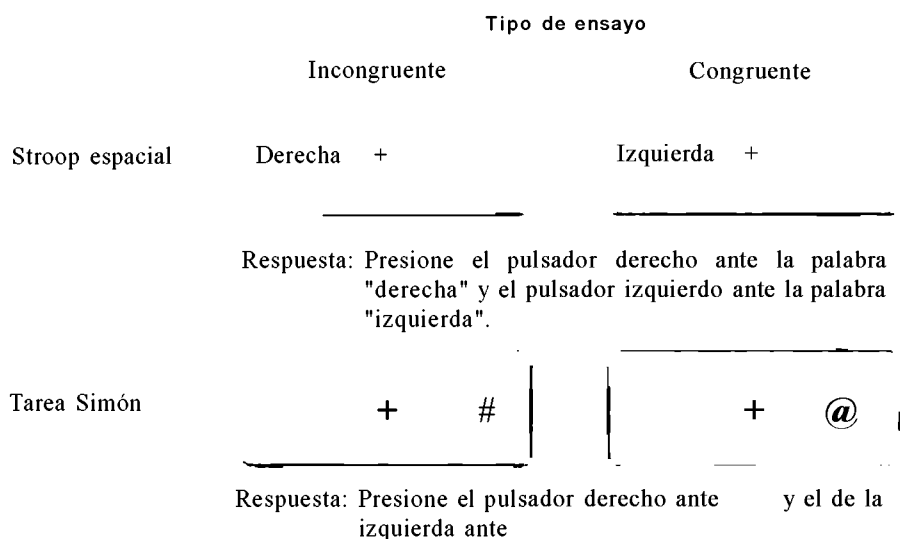 Tipo de ensayo
Incongruente Congruente
Stroop espacial Derecha + Izquierda +
Respuesta: Presione el pulsador derecho ante la palabra
"derecha" y el pulsador izquierdo ante la palabra
"izquierda".
Tarea Simón + # + @
Respuesta: Presione el pulsador derecho ante y el de la
izquierda ante